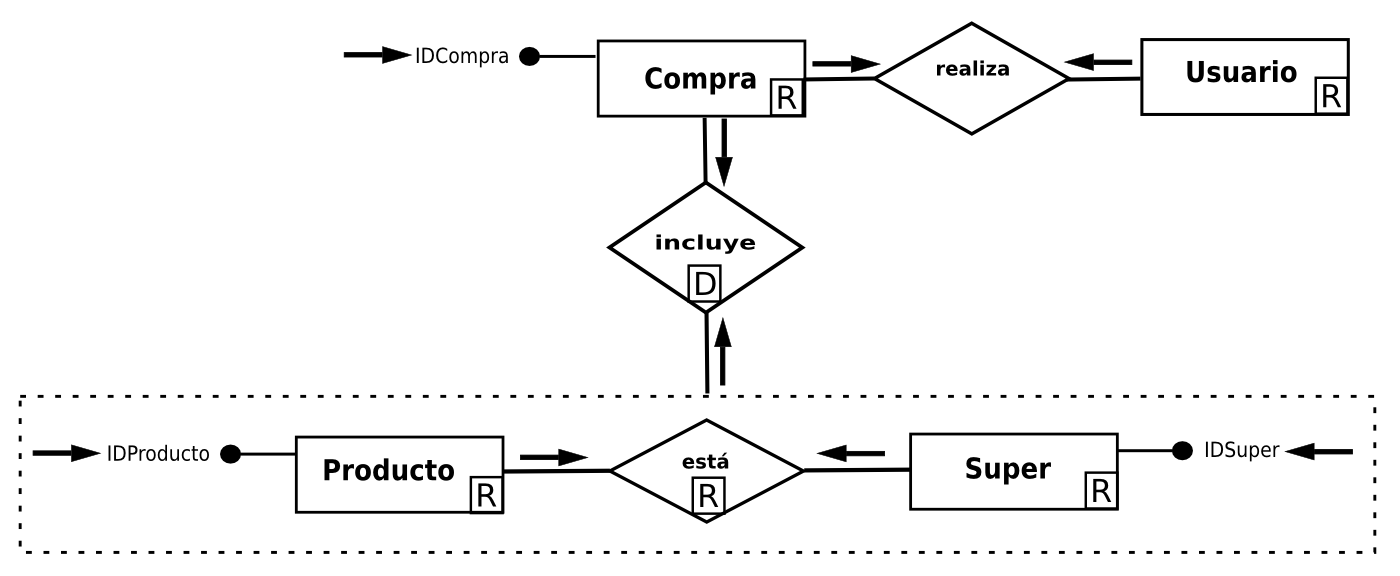 IDCompra
Compra
R
realiza
Usuario
R
incluye
D
IDProducto
Producto
R
está
R
Super
R
IDSuper